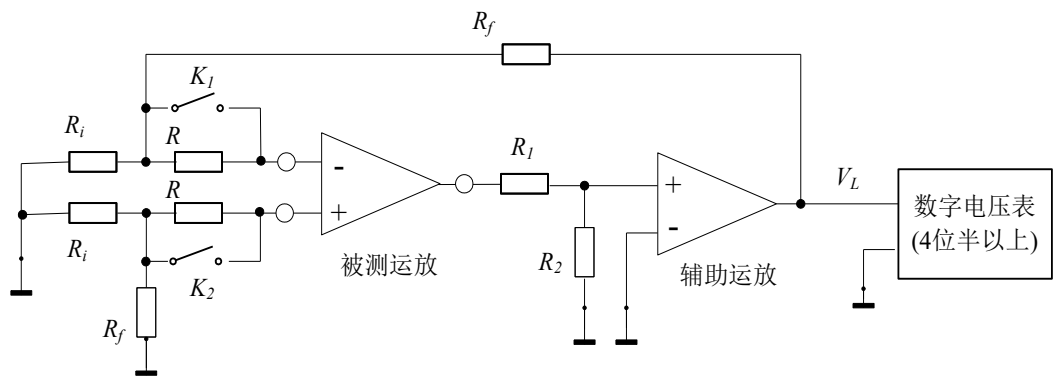 R_f
K_1
R_i
R
R_1
V_L
-
+
R
+
-
数字电压表
(4位半以上)
R_i
K_2
被测运放
R_2
辅助运放
R_f